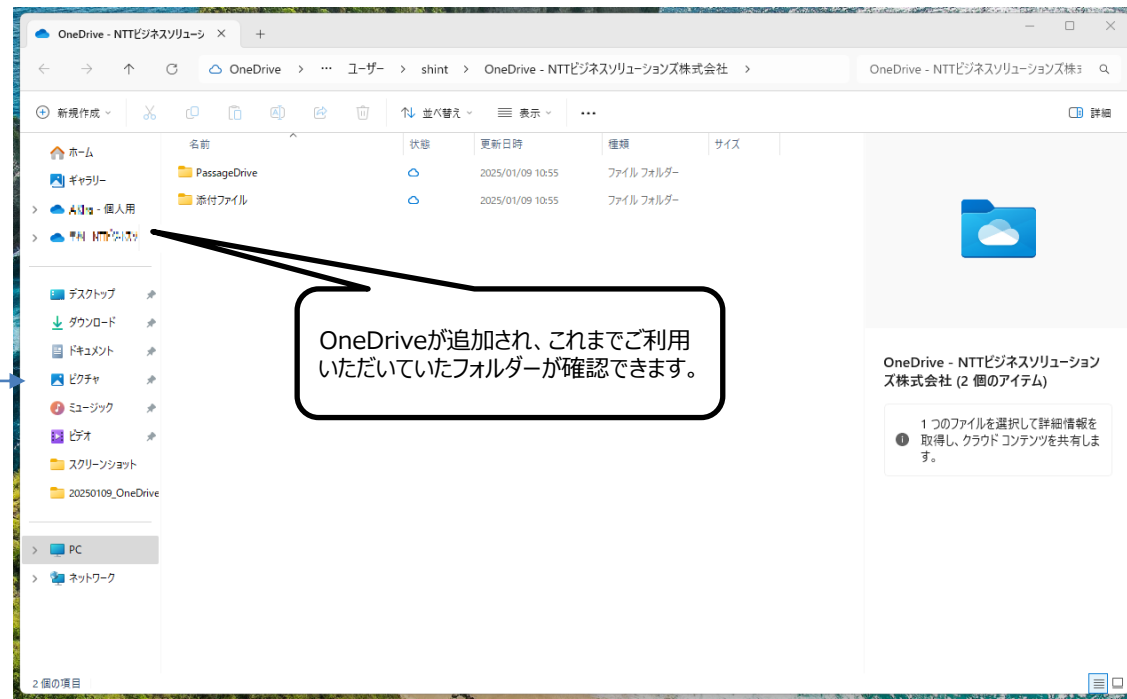 OneDrive - NTTビジネスソリューシ
OneDrive > … ユーザー > shint > OneDrive - NTTビジネスソリューションズ株式会社 >
OneDrive - NTTビジネスソリューションズ株
新規作成
並べ替え
表示
詳細
名前 状態 更新日時 種類 サイズ
ホーム
ギャラリー
- 個人用
PassageDrive 2025/01/09 10:55 ファイル フォルダー
添付ファイル 2025/01/09 10:55 ファイル フォルダー
デスクトップ
ダウンロード
ドキュメント
ピクチャ
ミュージック
ビデオ
スクリーンショット
20250109_OneDrive
PC
ネットワーク
OneDriveが追加され、これまでご利用
いただいていたフォルダーが確認できます。
OneDrive - NTTビジネスソリューション
ズ株式会社 (2 個のアイテム)
1 つのファイルを選択して詳細情報を
取得し、クラウド コンテンツを共有しま
す。
2 個の項目